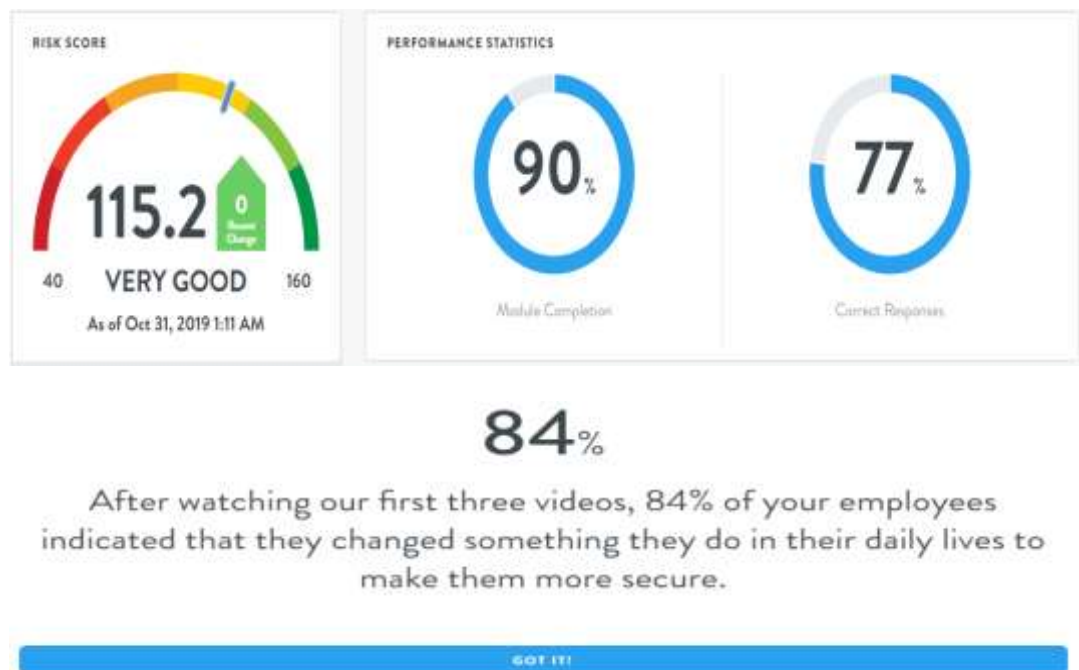 RISK SCORE
115.2
0
Recent
Change
40
VERY GOOD
160
As of Oct 31, 2019 1:11 AM
PERFORMANCE STATISTICS
90%
Module Completion
77%
Correct Responses
84%
After watching our first three videos, 84% of your employees
indicated that they changed something they do in their daily lives to
make them more secure.
GOT IT!